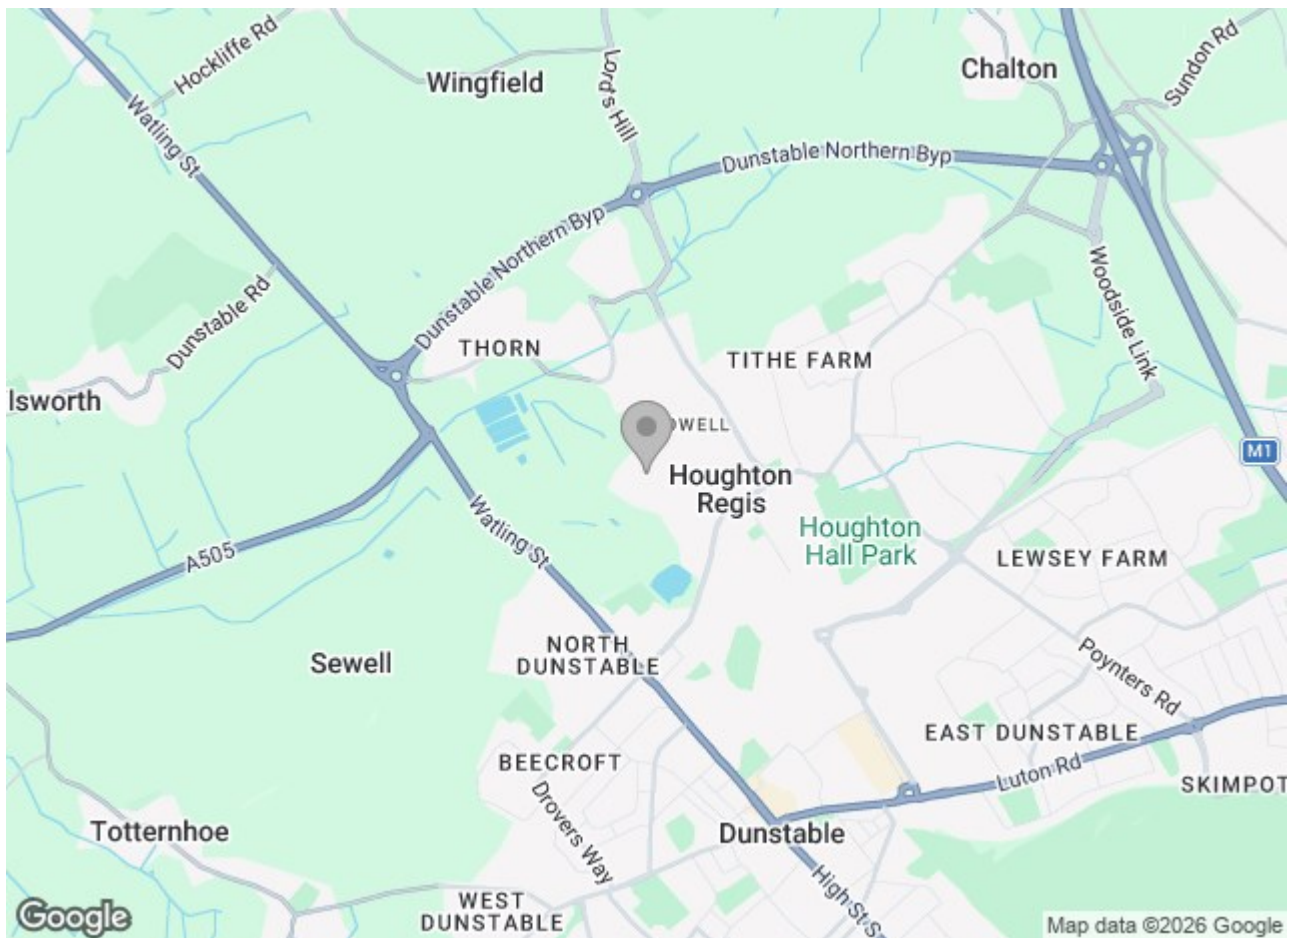 Hockliffe Rd
Wingfield
Lord's Hill
Chalton
Sundon Rd
Watling St
Dunstable Northern Byp
Dunstable Northern Byp
Woodside Link
Dunstable Rd
THORN
TITHE FARM
lsworth
OWELL
M1
Houghton
Regis
Watling St
Houghton
Hall Park
A505
LEWSEY FARM
NORTH
DUNSTABLE
Sewell
Poynters Rd
EAST DUNSTABLE
BEECROFT
Luton Rd
SKIMPOT
Drovers Way
Totternhoe
Dunstable
High St S
WEST
DUNSTABLE
Google
Map data ©2026 Google